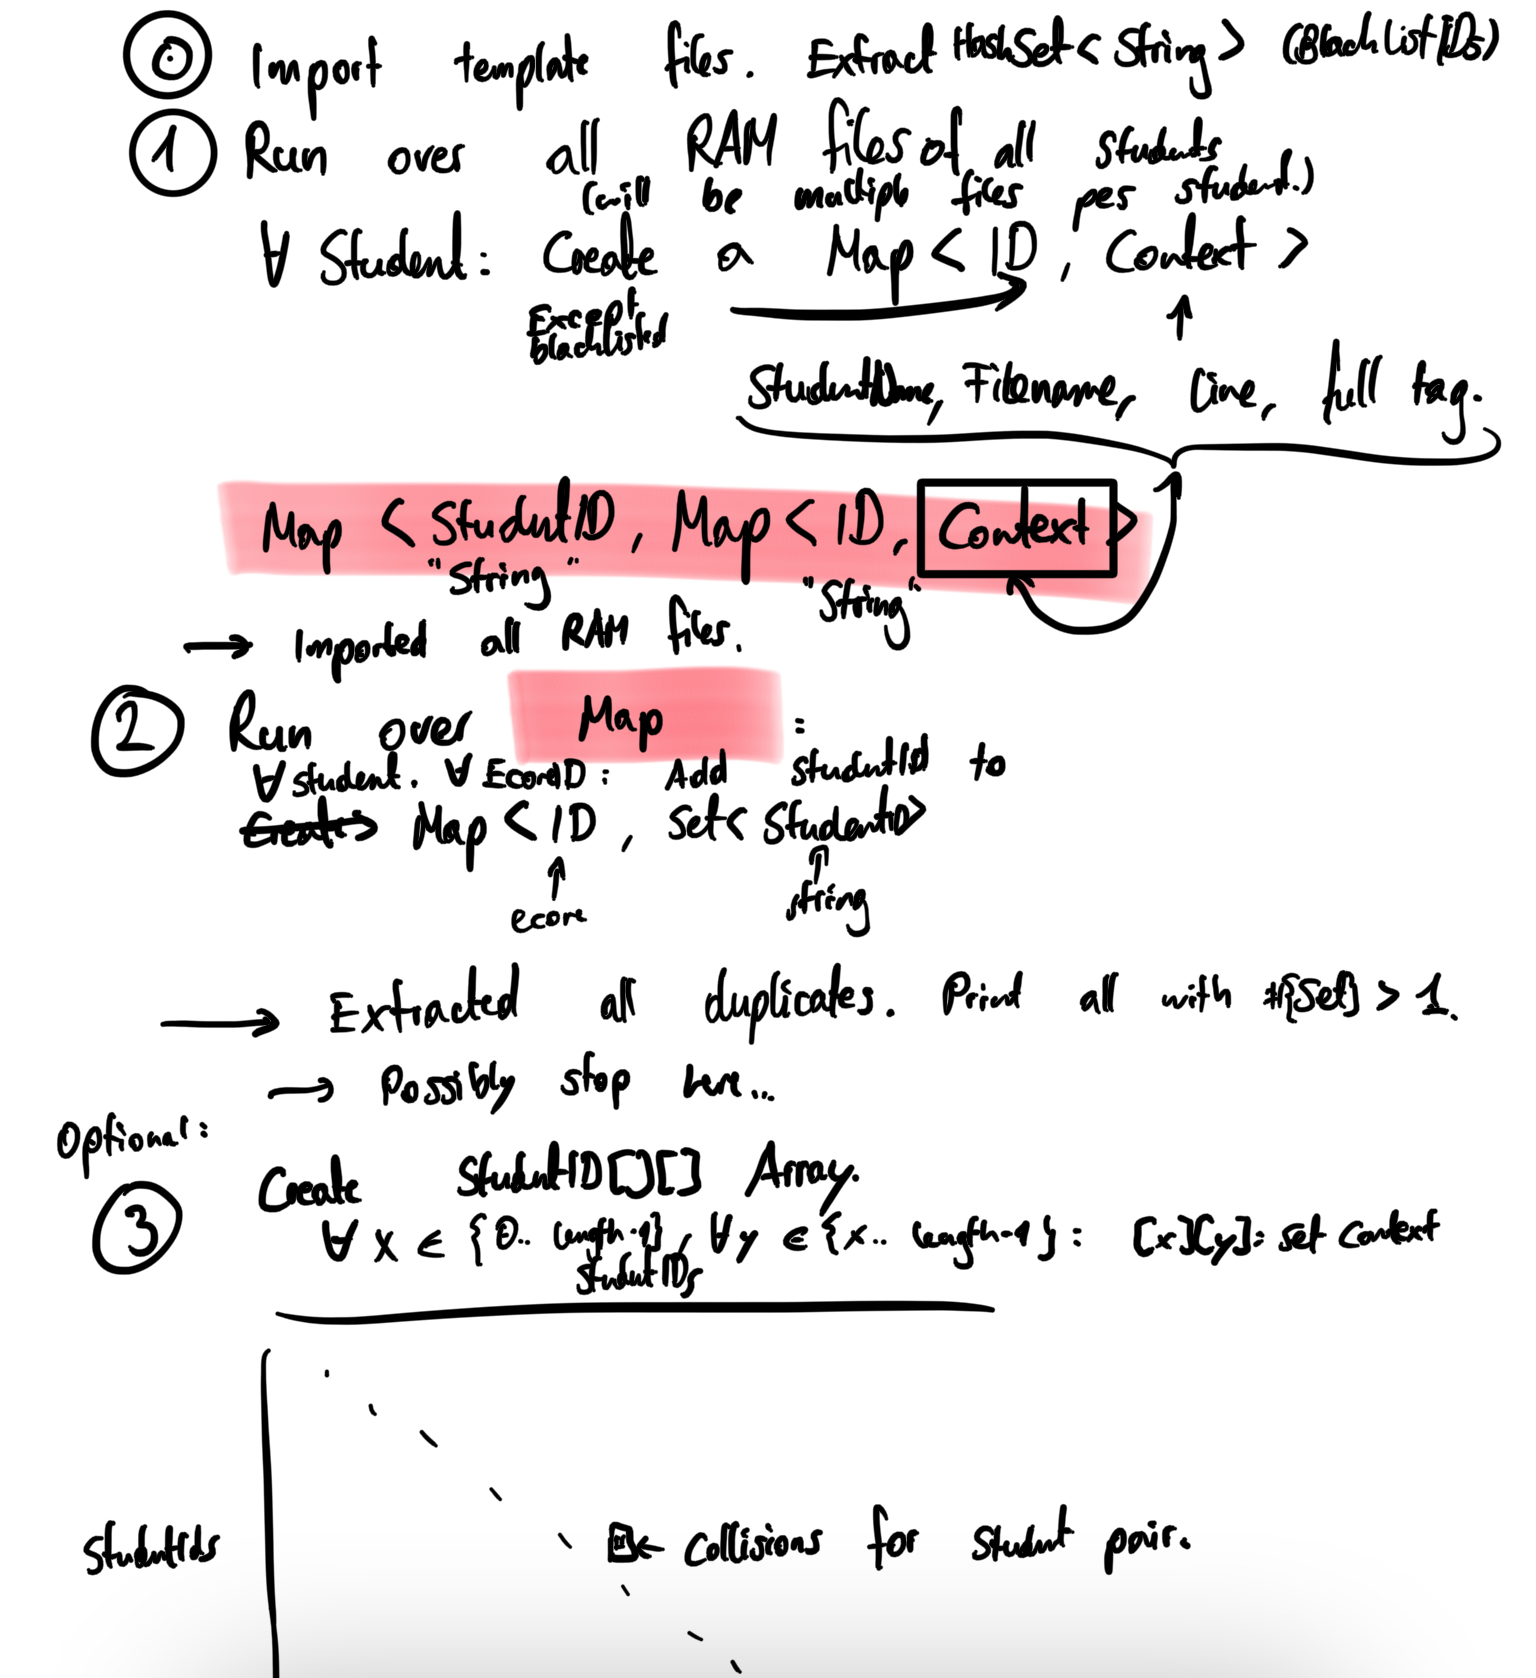 0 Import template files. Extract HashSet<String> (BlackListIDs)
1 Run over all RAM files of all students
(will be multiple files per student.)
∀ Student: Create a Map<ID, Context>
Except
blacklisted
StudentName, Filename, Line, full tag.
Map <StudentID, Map<ID, Context>
"String" "String"
→ Imported all RAM files.
2 Run over Map :
∀ student. ∀ EcoreID: Add studentID to
Create> Map<ID, Set<StudentID>
ecore string
→ Extracted all duplicates. Print all with #{Set} > 1.
→ Possibly stop here...
Optional:
3 Create StudentID[][] Array.
∀ x ∈ {0.. length-1}, ∀ y ∈ {x.. length-1}: [x][y]: set context
studentIDs
StudentIds
← Collisions for student pair.